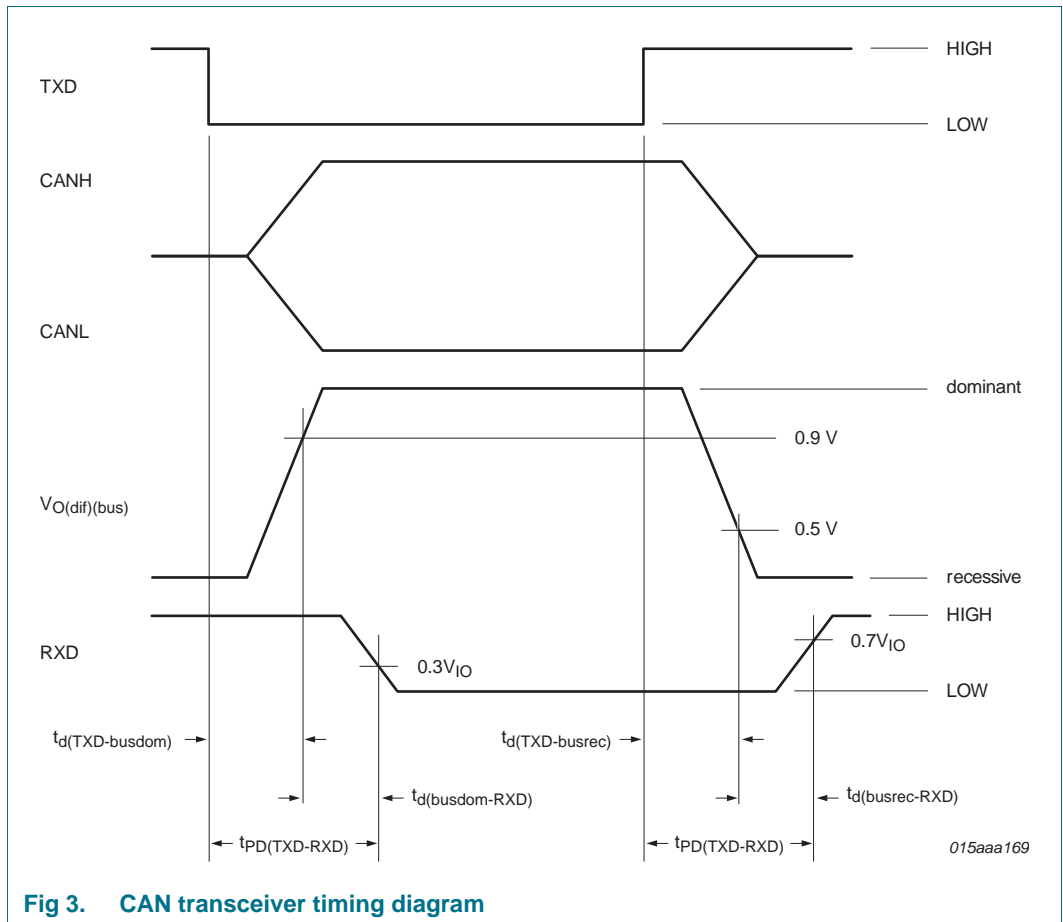 TXD
HIGH
LOW
CANH
CANL
dominant
0.9 V
VO(dif)(bus)
0.5 V
recessive
HIGH
RXD
0.7VIO
0.3VIO
LOW
td(TXD-busdom)
td(TXD-busrec)
td(busdom-RXD)
td(busrec-RXD)
tPD(TXD-RXD)
tPD(TXD-RXD)
015aaa169
Fig 3. CAN transceiver timing diagram